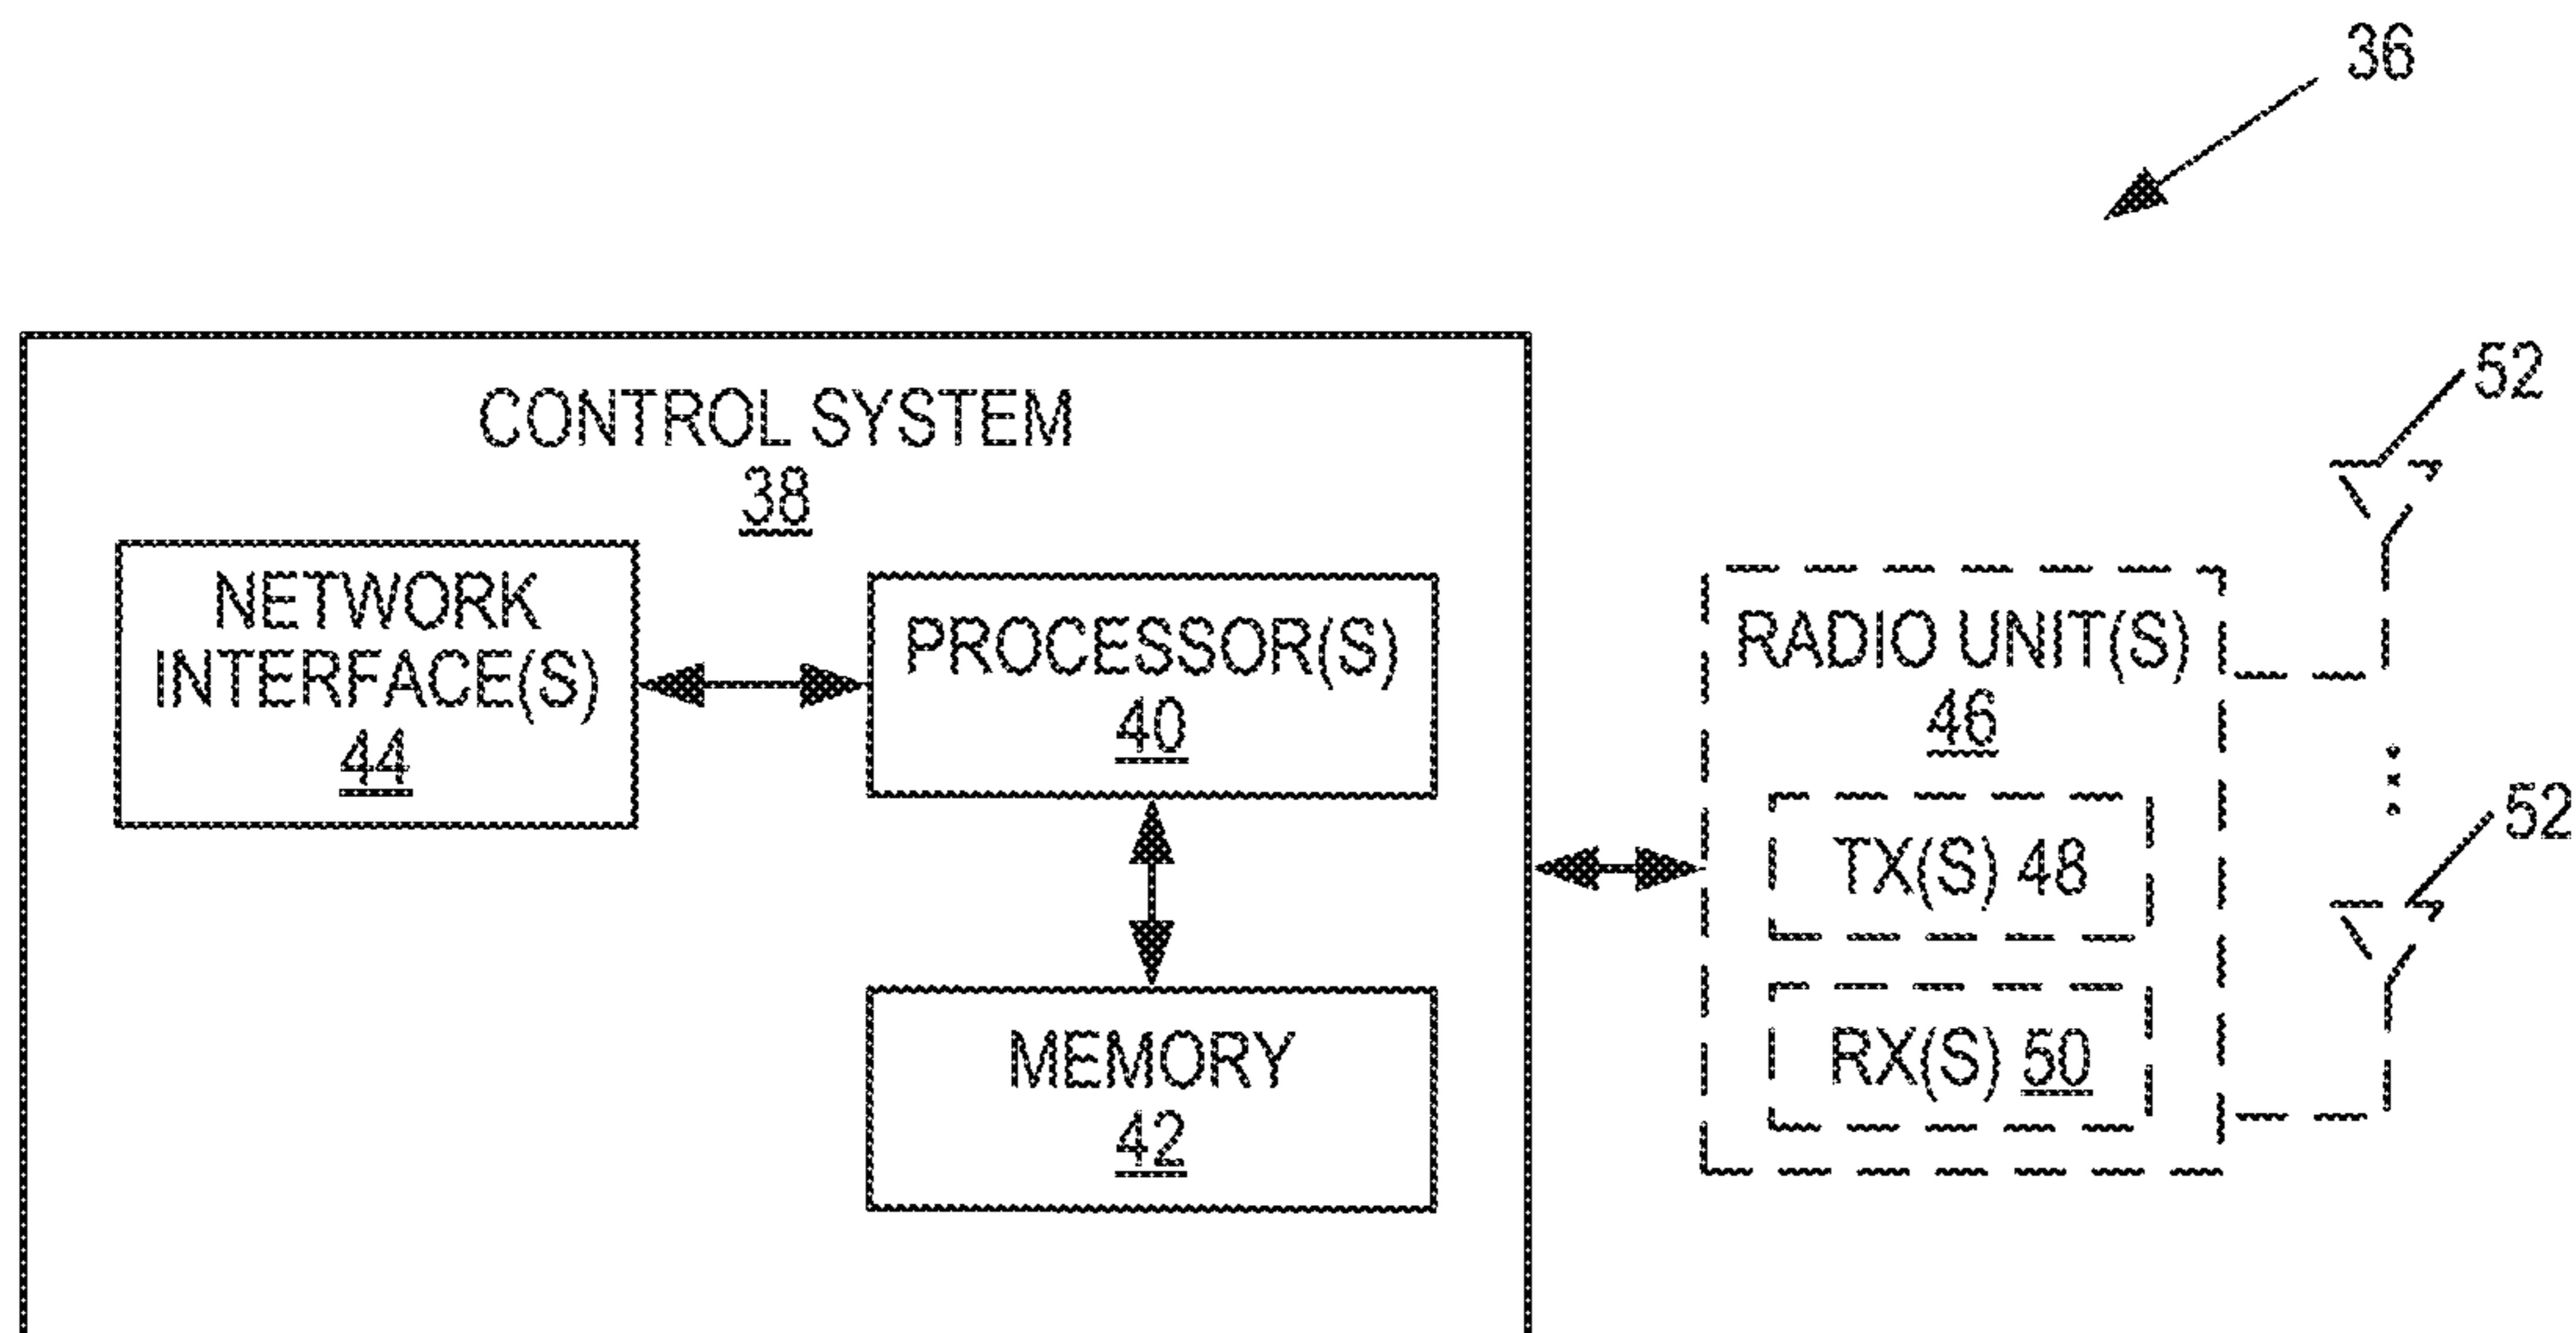 36
CONTROL SYSTEM
38
NETWORK
INTERFACE(S)
44
PROCESSOR(S)
40
MEMORY
42
RADIO UNIT(S)
46
TX(S) 48
RX(S) 50
52
52